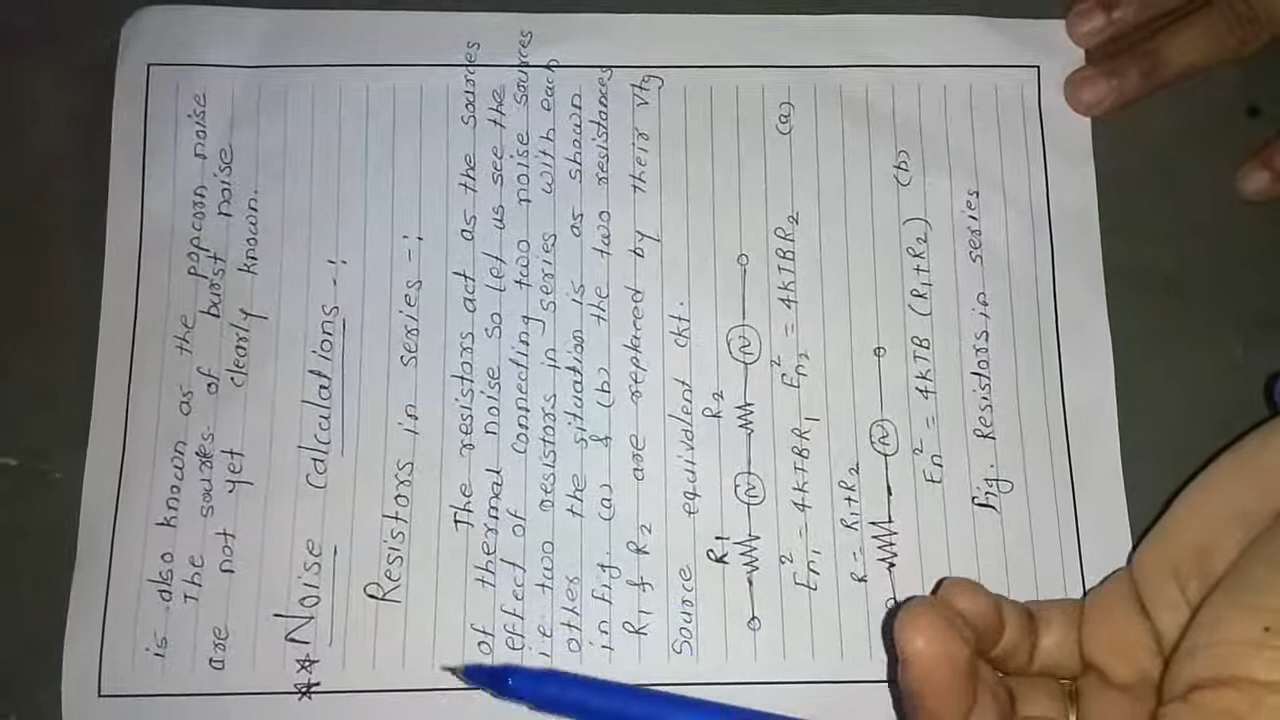 is also known as the popcorn noise
The sources of burst noise
are not yet clearly known.
** Noise calculations -:
Resistors in series -:
The resistors act as the sources
of thermal noise so let us see the
effect of connecting two noise sources
i.e two resistors in series with each
other the situation is as shown
in fig. (a) & (b) the two resistances
R1 & R2 are replaced by their vtg
Source equivalent ckt.
R1 R2
En1² = 4KTBR1 En2² = 4KTBR2 (a)
R = R1+R2
En² = 4KTB (R1+R2) (b)
fig. Resistors in series